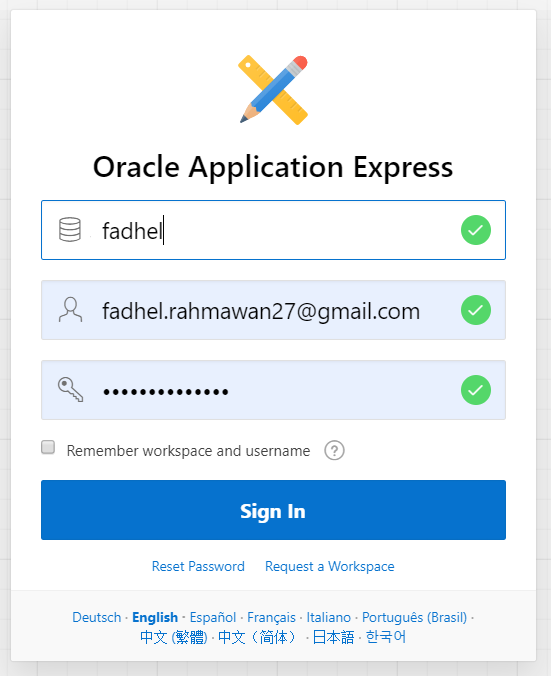 Oracle Application Express
fadhel
fadhel.rahmawan27@gmail.com
••••••••••••••
Remember workspace and username ?
Sign In
Reset Password Request a Workspace
Deutsch · English · Español · Français · Italiano · Português (Brasil) ·
中文 (繁體) · 中文（简体） · 日本語 · 한국어